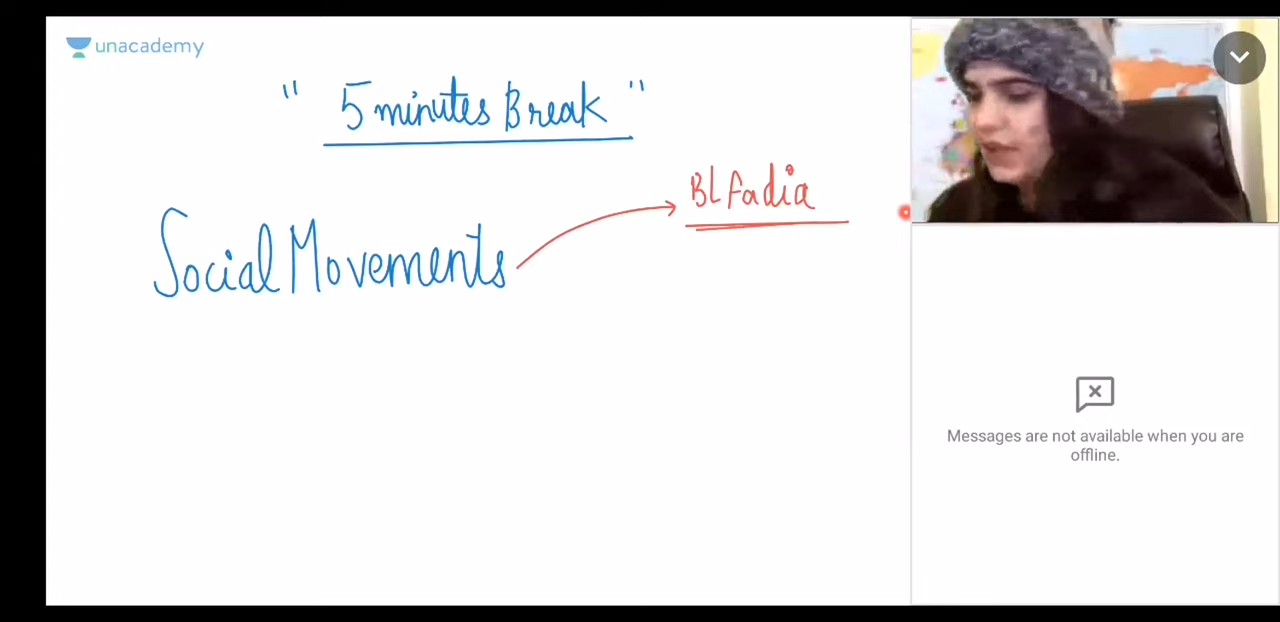 unacademy
" 5 minutes Break "
BL fadia
Social Movements
Messages are not available when you are
offline.